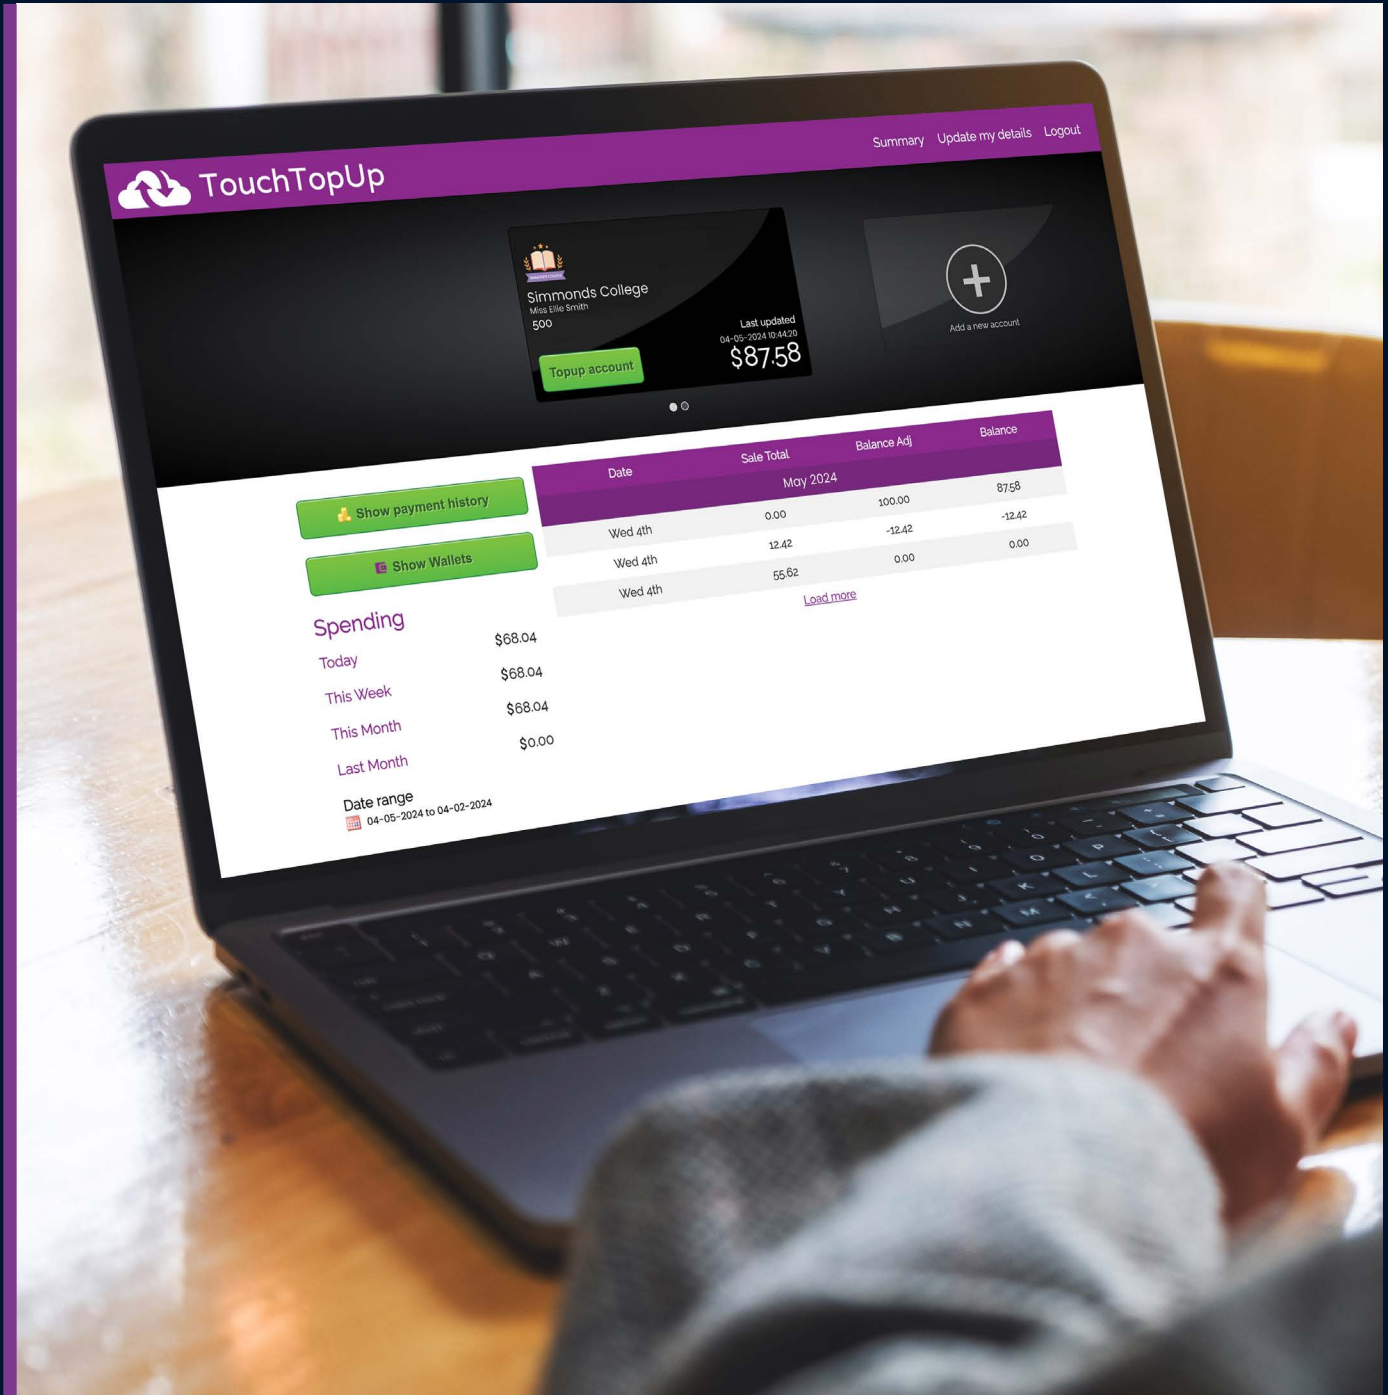 TouchTopUp
Summary Update my details Logout
Simmonds College
Miss Ellie Smith
500
Topup account
Last updated
04-05-2024 10:44:20
$87.58
Add a new account
Show payment history
Show Wallets
Date Sale Total Balance Adj Balance
May 2024
Wed 4th 0.00 100.00 87.58
Wed 4th 12.42 -12.42 -12.42
Wed 4th 55.62 0.00 0.00
Load more
Spending
Today $68.04
This Week $68.04
This Month $68.04
Last Month $0.00
Date range
04-05-2024 to 04-02-2024